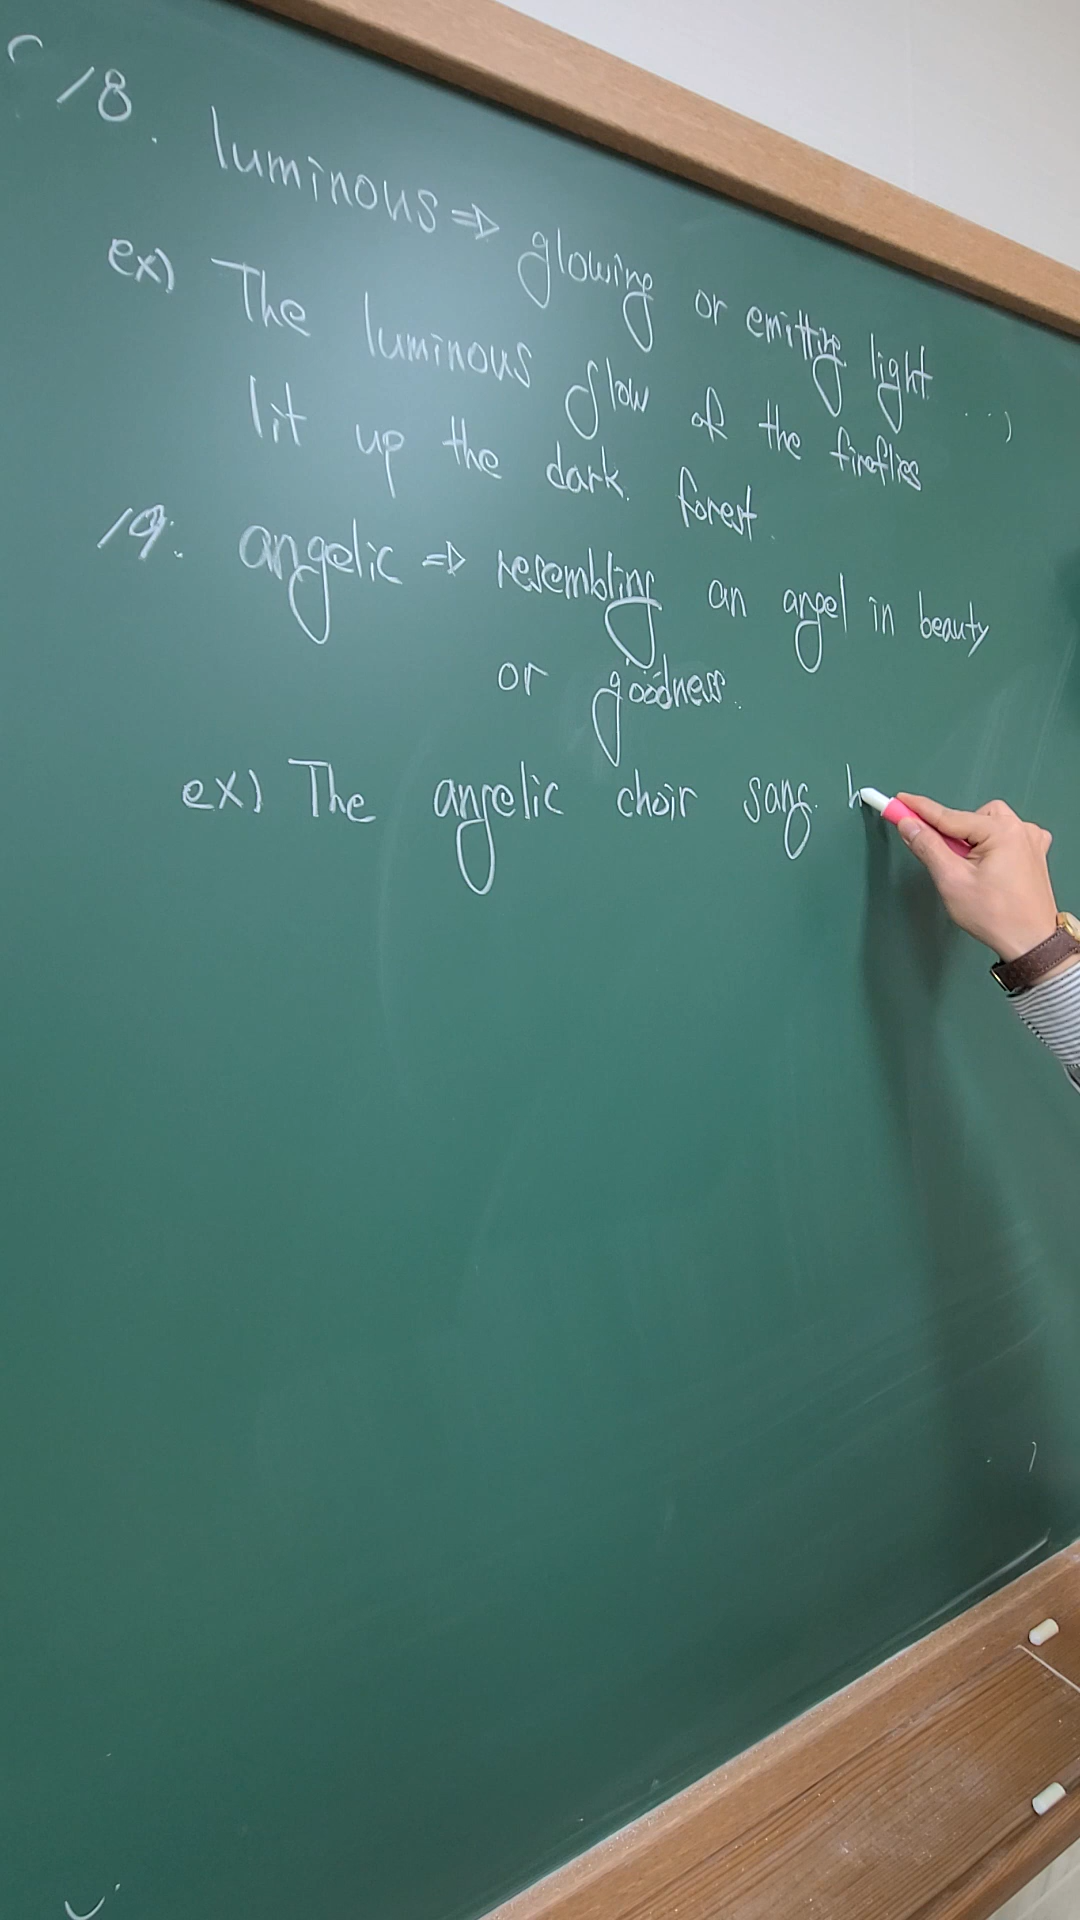 18. luminous ⇒ glowing or emitting light
ex) The luminous glow of the fireflies
lit up the dark forest.
19. angelic ⇒ resembling an angel in beauty
or goodness.
ex) The angelic choir sang h